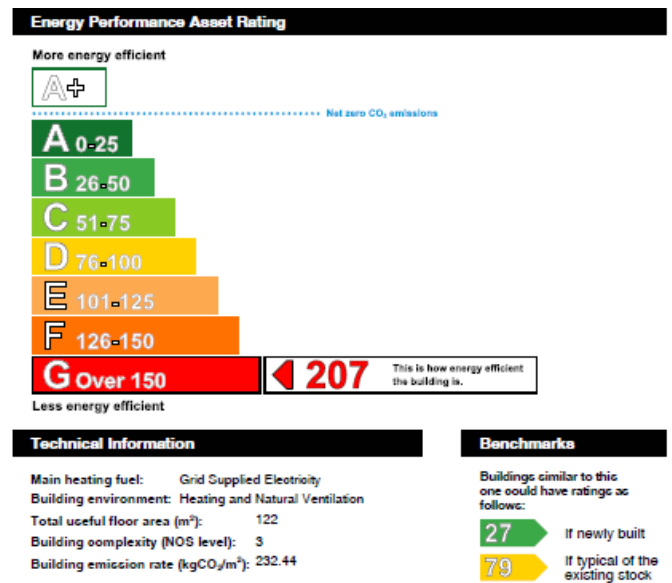 Energy Performance Asset Rating
More energy efficient
A+
Net zero CO₂ emissions
A 0-25
B 26-50
C 51-75
D 76-100
E 101-125
F 126-150
G Over 150
207
This is how energy efficient
the building is.
Less energy efficient
Technical Information
Main heating fuel: Grid Supplied Electricity
Building environment: Heating and Natural Ventilation
Total useful floor area (m²): 122
Building complexity (NOS level): 3
Building emission rate (kgCO₂/m²): 232.44
Benchmarks
Buildings similar to this
one could have ratings as
follows:
27 If newly built
79 If typical of the
existing stock